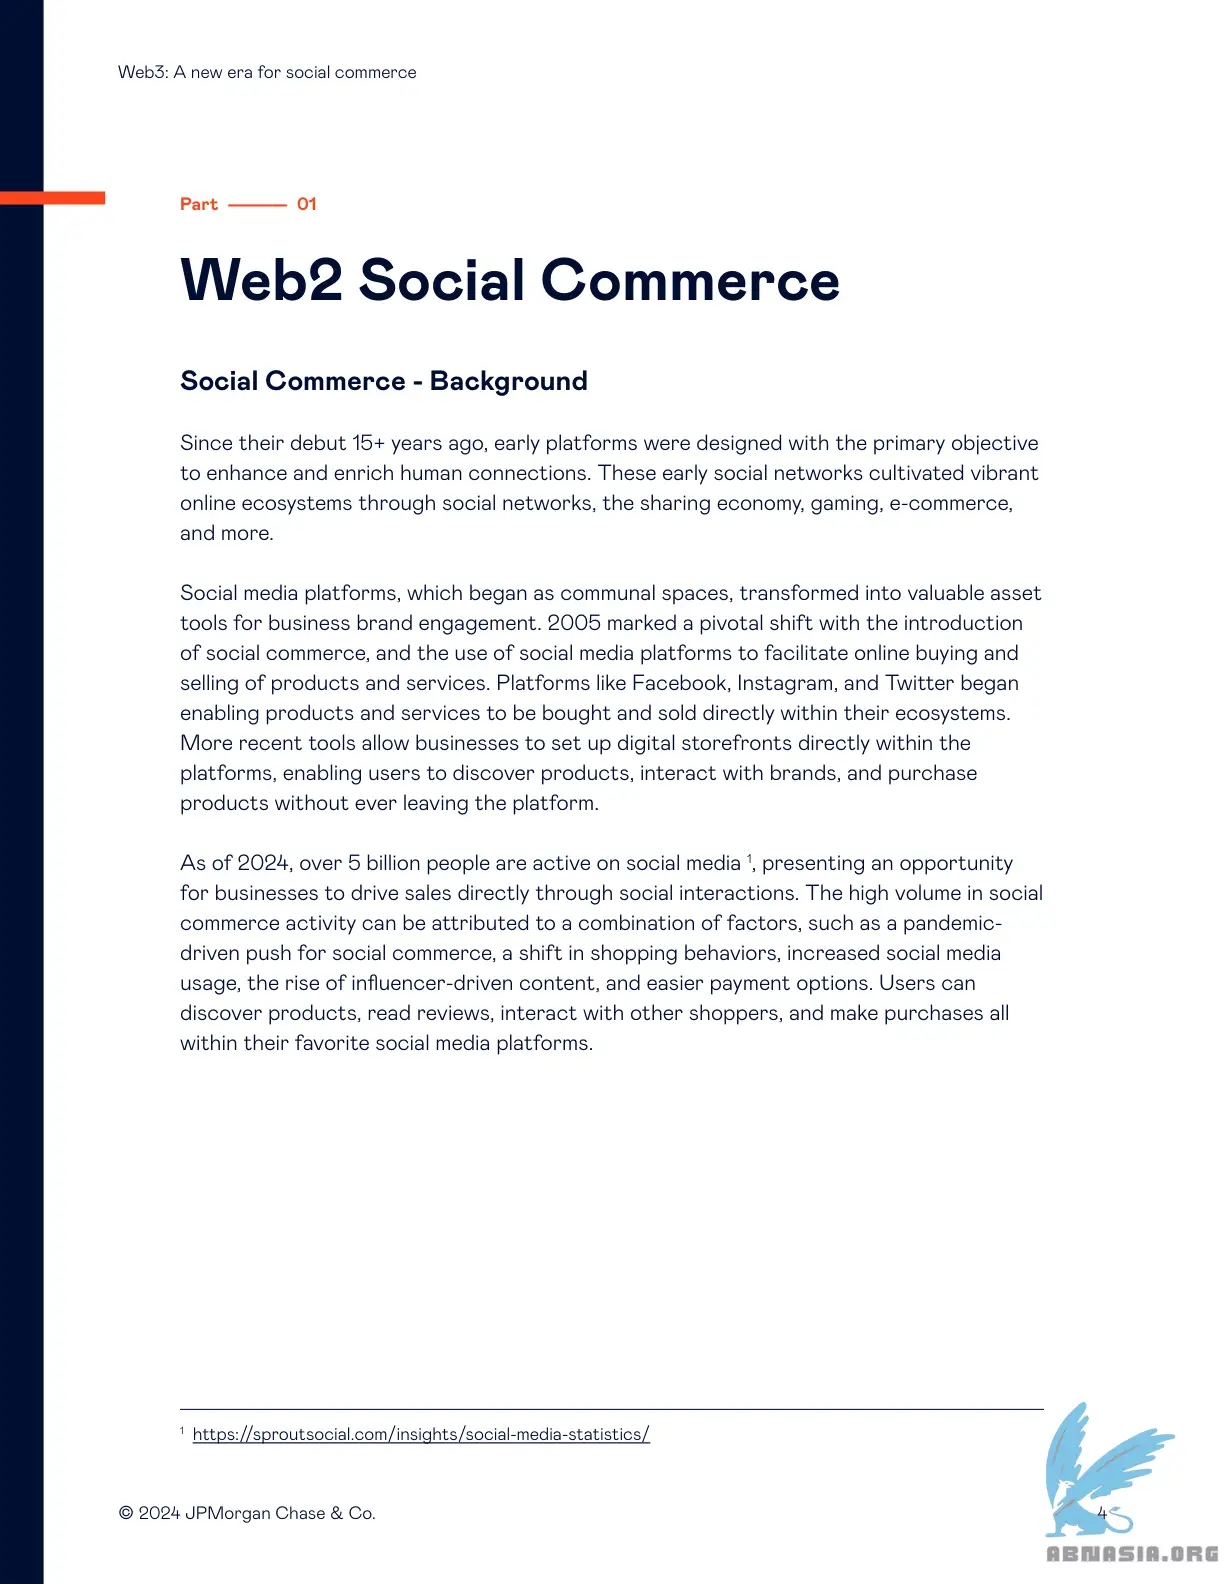 Web3: A new era for social commerce
Part —— 01
Web2 Social Commerce
Social Commerce - Background
Since their debut 15+ years ago, early platforms were designed with the primary objective
to enhance and enrich human connections. These early social networks cultivated vibrant
online ecosystems through social networks, the sharing economy, gaming, e-commerce,
and more.
Social media platforms, which began as communal spaces, transformed into valuable asset
tools for business brand engagement. 2005 marked a pivotal shift with the introduction
of social commerce, and the use of social media platforms to facilitate online buying and
selling of products and services. Platforms like Facebook, Instagram, and Twitter began
enabling products and services to be bought and sold directly within their ecosystems.
More recent tools allow businesses to set up digital storefronts directly within the
platforms, enabling users to discover products, interact with brands, and purchase
products without ever leaving the platform.
As of 2024, over 5 billion people are active on social media ¹, presenting an opportunity
for businesses to drive sales directly through social interactions. The high volume in social
commerce activity can be attributed to a combination of factors, such as a pandemic-
driven push for social commerce, a shift in shopping behaviors, increased social media
usage, the rise of influencer-driven content, and easier payment options. Users can
discover products, read reviews, interact with other shoppers, and make purchases all
within their favorite social media platforms.
¹ https://sproutsocial.com/insights/social-media-statistics/
© 2024 JPMorgan Chase & Co.
4
ABNASIA.ORG